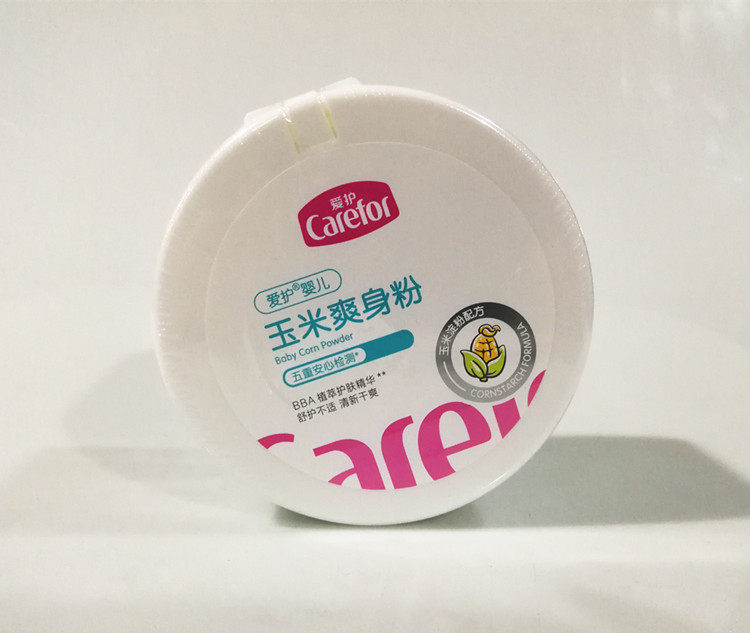 爱护
Carefor
爱护®婴儿
玉米爽身粉
Baby Corn Powder
五重安心检测*
BBA 植萃护肤精华**
舒护不适 清新干爽
玉米淀粉配方
CORNSTARCH FORMULA
Carefor